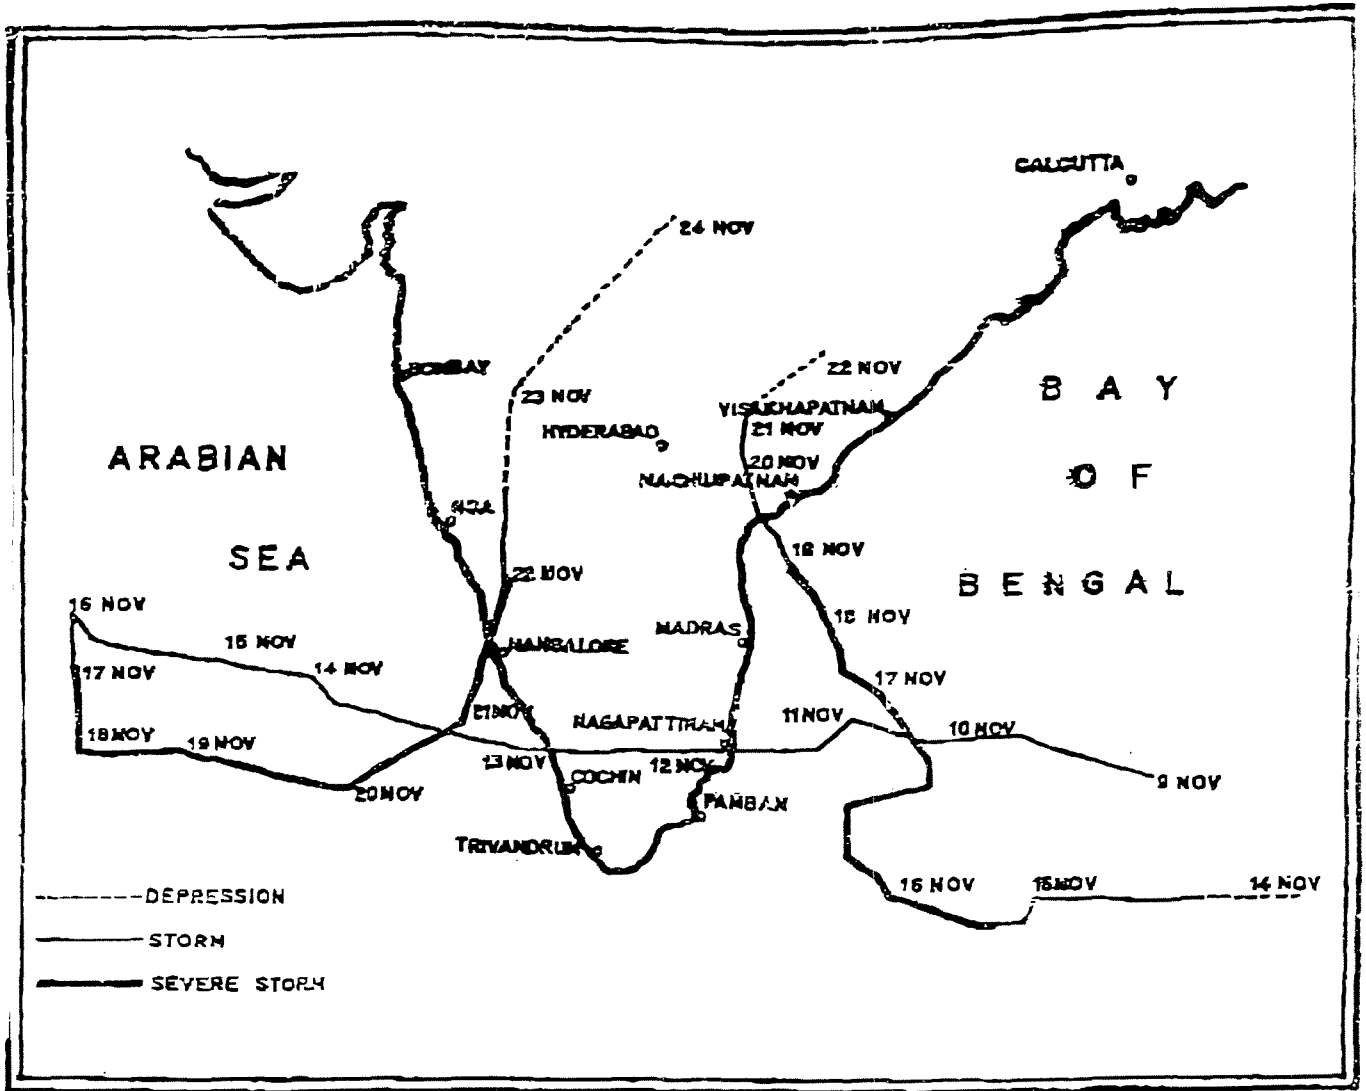 CALCUTTA
24 NOV
BOMBAY
22 NOV
BAY
23 NOV
VISAKHAPATNAM
21 NOV
HYDERABAD
ARABIAN
20 NOV
OF
19 NOV
SEA
22 NOV
BENGAL
16 NOV
18 NOV
MADRAS
15 NOV
MANGALORE
14 NOV
17 NOV
17 NOV
21 NOV
NAGAPATTINAM
11 NOV
10 NOV
18 NOV
19 NOV
13 NOV
12 NOV
COCHIN
9 NOV
20 NOV
PAMBAN
TRIVANDRUM
16 NOV
15 NOV
14 NOV
DEPRESSION
STORM
SEVERE STORM